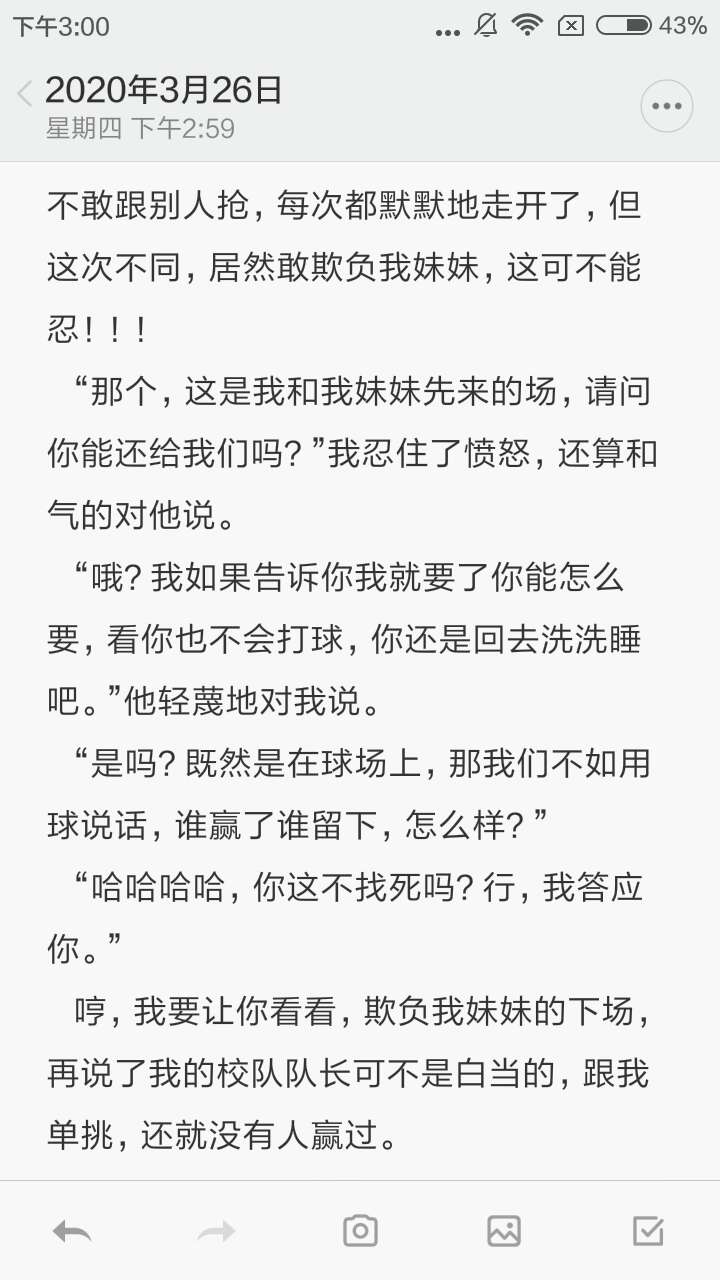 下午3:00
43%
2020年3月26日
星期四 下午2:59
不敢跟别人抢，每次都默默地走开了，但
这次不同，居然敢欺负我妹妹，这可不能
忍！！！
“那个，这是我和我妹妹先来的场，请问
你能还给我们吗？”我忍住了愤怒，还算和
气的对他说。
“哦？我如果告诉你我就要了你能怎么
要，看你也不会打球，你还是回去洗洗睡
吧。”他轻蔑地对我说。
“是吗？既然是在球场上，那我们不如用
球说话，谁赢了谁留下，怎么样？”
“哈哈哈哈，你这不找死吗？行，我答应
你。”
哼，我要让你看看，欺负我妹妹的下场，
再说了我的校队队长可不是白当的，跟我
单挑，还就没有人赢过。